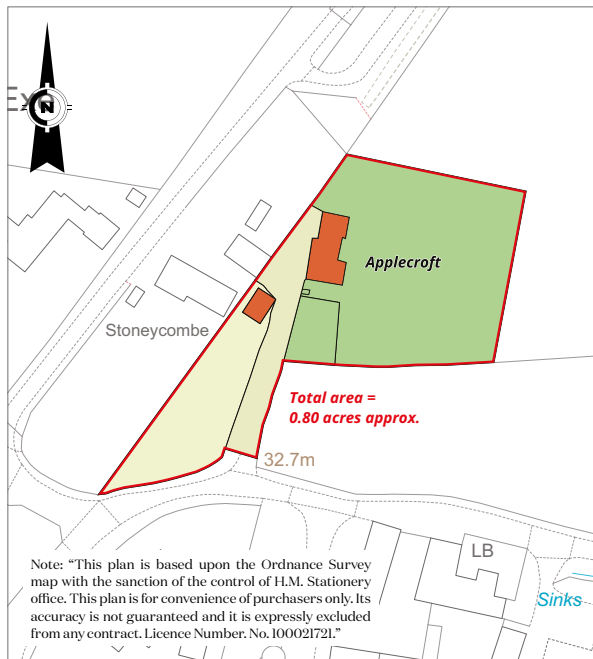 Exe
N
Applecroft
Stoneycombe
Total area =
0.80 acres approx.
32.7m
LB
Note: “This plan is based upon the Ordnance Survey
map with the sanction of the control of H.M. Stationery
office. This plan is for convenience of purchasers only. Its
accuracy is not guaranteed and it is expressly excluded
from any contract. Licence Number. No. 100021721.”
Sinks